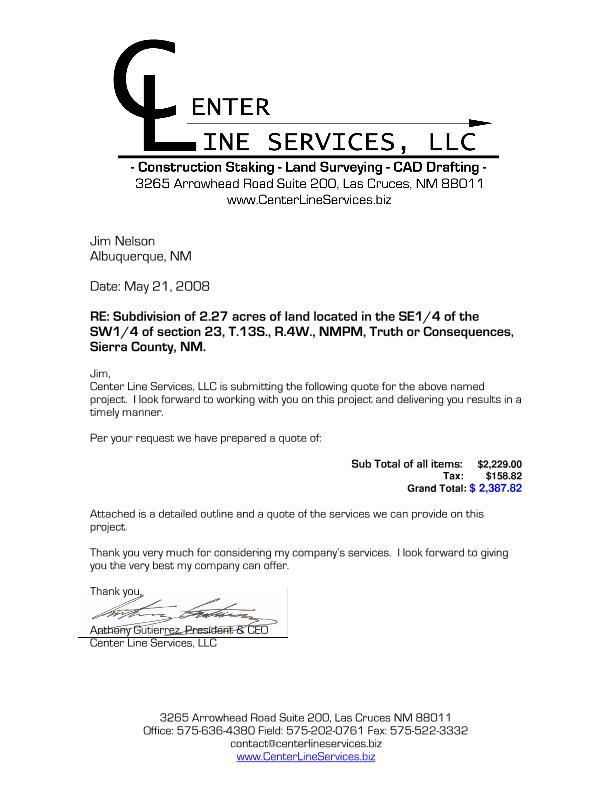 CENTER
LINE SERVICES, LLC
- Construction Staking - Land Surveying - CAD Drafting -
3265 Arrowhead Road Suite 200, Las Cruces, NM 88011
www.CenterLineServices.biz
Jim Nelson
Albuquerque, NM
Date: May 21, 2008
RE: Subdivision of 2.27 acres of land located in the SE1/4 of the
SW1/4 of section 23, T.13S., R.4W., NMPM, Truth or Consequences,
Sierra County, NM.
Jim,
Center Line Services, LLC is submitting the following quote for the above named
project. I look forward to working with you on this project and delivering you results in a
timely manner.
Per your request we have prepared a quote of:
Sub Total of all items: $2,229.00
Tax: $158.82
Grand Total: $ 2,387.82
Attached is a detailed outline and a quote of the services we can provide on this
project.
Thank you very much for considering my company's services. I look forward to giving
you the very best my company can offer.
Thank you,
Anthony Gutierrez, President & CEO
Center Line Services, LLC
3265 Arrowhead Road Suite 200, Las Cruces NM 88011
Office: 575-636-4380 Field: 575-202-0761 Fax: 575-522-3332
contact@centerlineservices.biz
www.CenterLineServices.biz